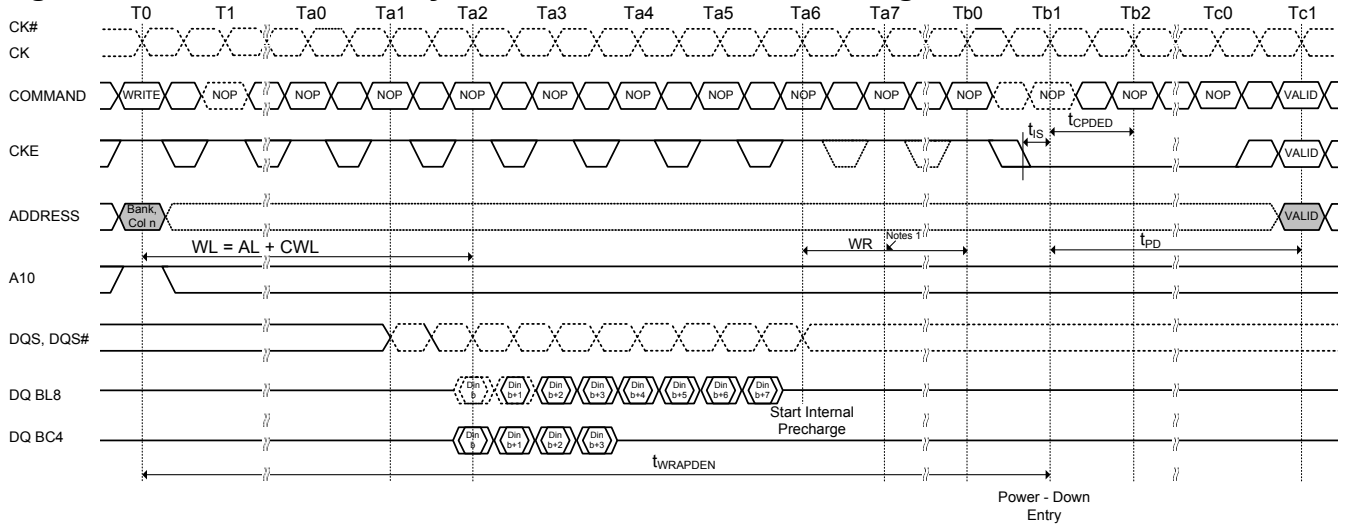 T0 T1 Ta0 Ta1 Ta2 Ta3 Ta4 Ta5 Ta6 Ta7 Tb0 Tb1 Tb2 Tc0 Tc1
CK#
CK
COMMAND WRITE NOP NOP NOP NOP NOP NOP NOP NOP NOP NOP NOP NOP NOP VALID
tIS tCPDED
CKE VALID
ADDRESS Bank, Col n VALID
WL = AL + CWL WR Notes 1 tPD
A10
DQS, DQS#
DQ BL8 Din b Din b+1 Din b+2 Din b+3 Din b+4 Din b+5 Din b+6 Din b+7
Start Internal
Precharge
DQ BC4 Din b Din b+1 Din b+2 Din b+3
tWRAPDEN
Power - Down
Entry